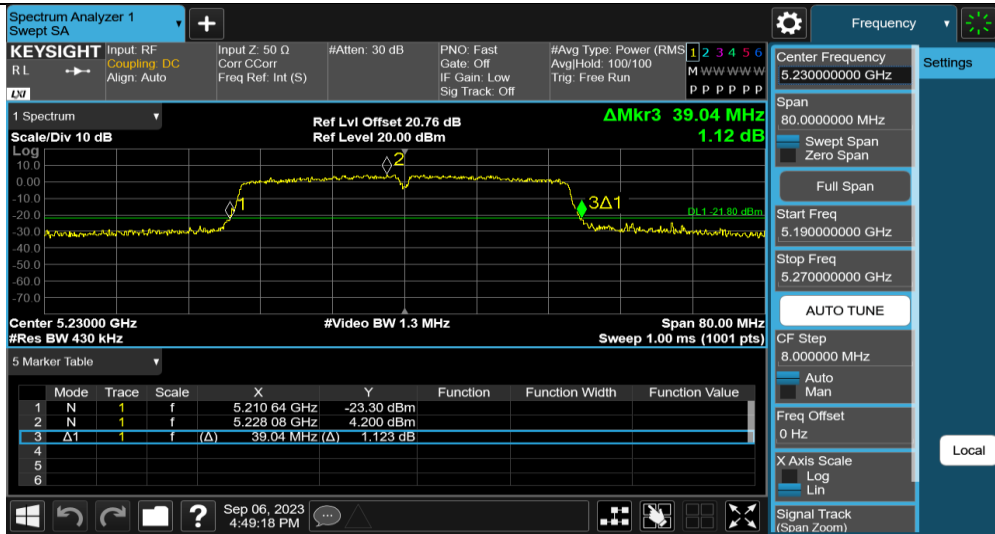 Spectrum Analyzer 1
Swept SA
Frequency
KEYSIGHT
R L
LXI
Input: RF
Coupling: DC
Align: Auto
Input Z: 50 Ω
Corr CCorr
Freq Ref: Int (S)
#Atten: 30 dB
PNO: Fast
Gate: Off
IF Gain: Low
Sig Track: Off
#Avg Type: Power (RMS
Avg|Hold: 100/100
Trig: Free Run
1 2 3 4 5 6
M W W W W W
P P P P P P
1 Spectrum
Scale/Div 10 dB
Ref Lvl Offset 20.76 dB
Ref Level 20.00 dBm
ΔMkr3 39.04 MHz
1.12 dB
Log
10.0
0.00
-10.0
-20.0
-30.0
-40.0
-50.0
-60.0
-70.0
1
2
3Δ1
DL1 -21.80 dBm
Center 5.23000 GHz
#Video BW 1.3 MHz
Span 80.00 MHz
#Res BW 430 kHz
Sweep 1.00 ms (1001 pts)
5 Marker Table
Mode Trace Scale X Y Function Function Width Function Value
1 N 1 f 5.210 64 GHz -23.30 dBm
2 N 1 f 5.228 08 GHz 4.200 dBm
3 Δ1 1 f (Δ) 39.04 MHz (Δ) 1.123 dB
4
5
6
Sep 06, 2023
4:49:18 PM
Center Frequency
5.230000000 GHz
Span
80.0000000 MHz
Swept Span
Zero Span
Full Span
Start Freq
5.190000000 GHz
Stop Freq
5.270000000 GHz
AUTO TUNE
CF Step
8.000000 MHz
Auto
Man
Freq Offset
0 Hz
X Axis Scale
Log
Lin
Signal Track
(Span Zoom)
Settings
Local